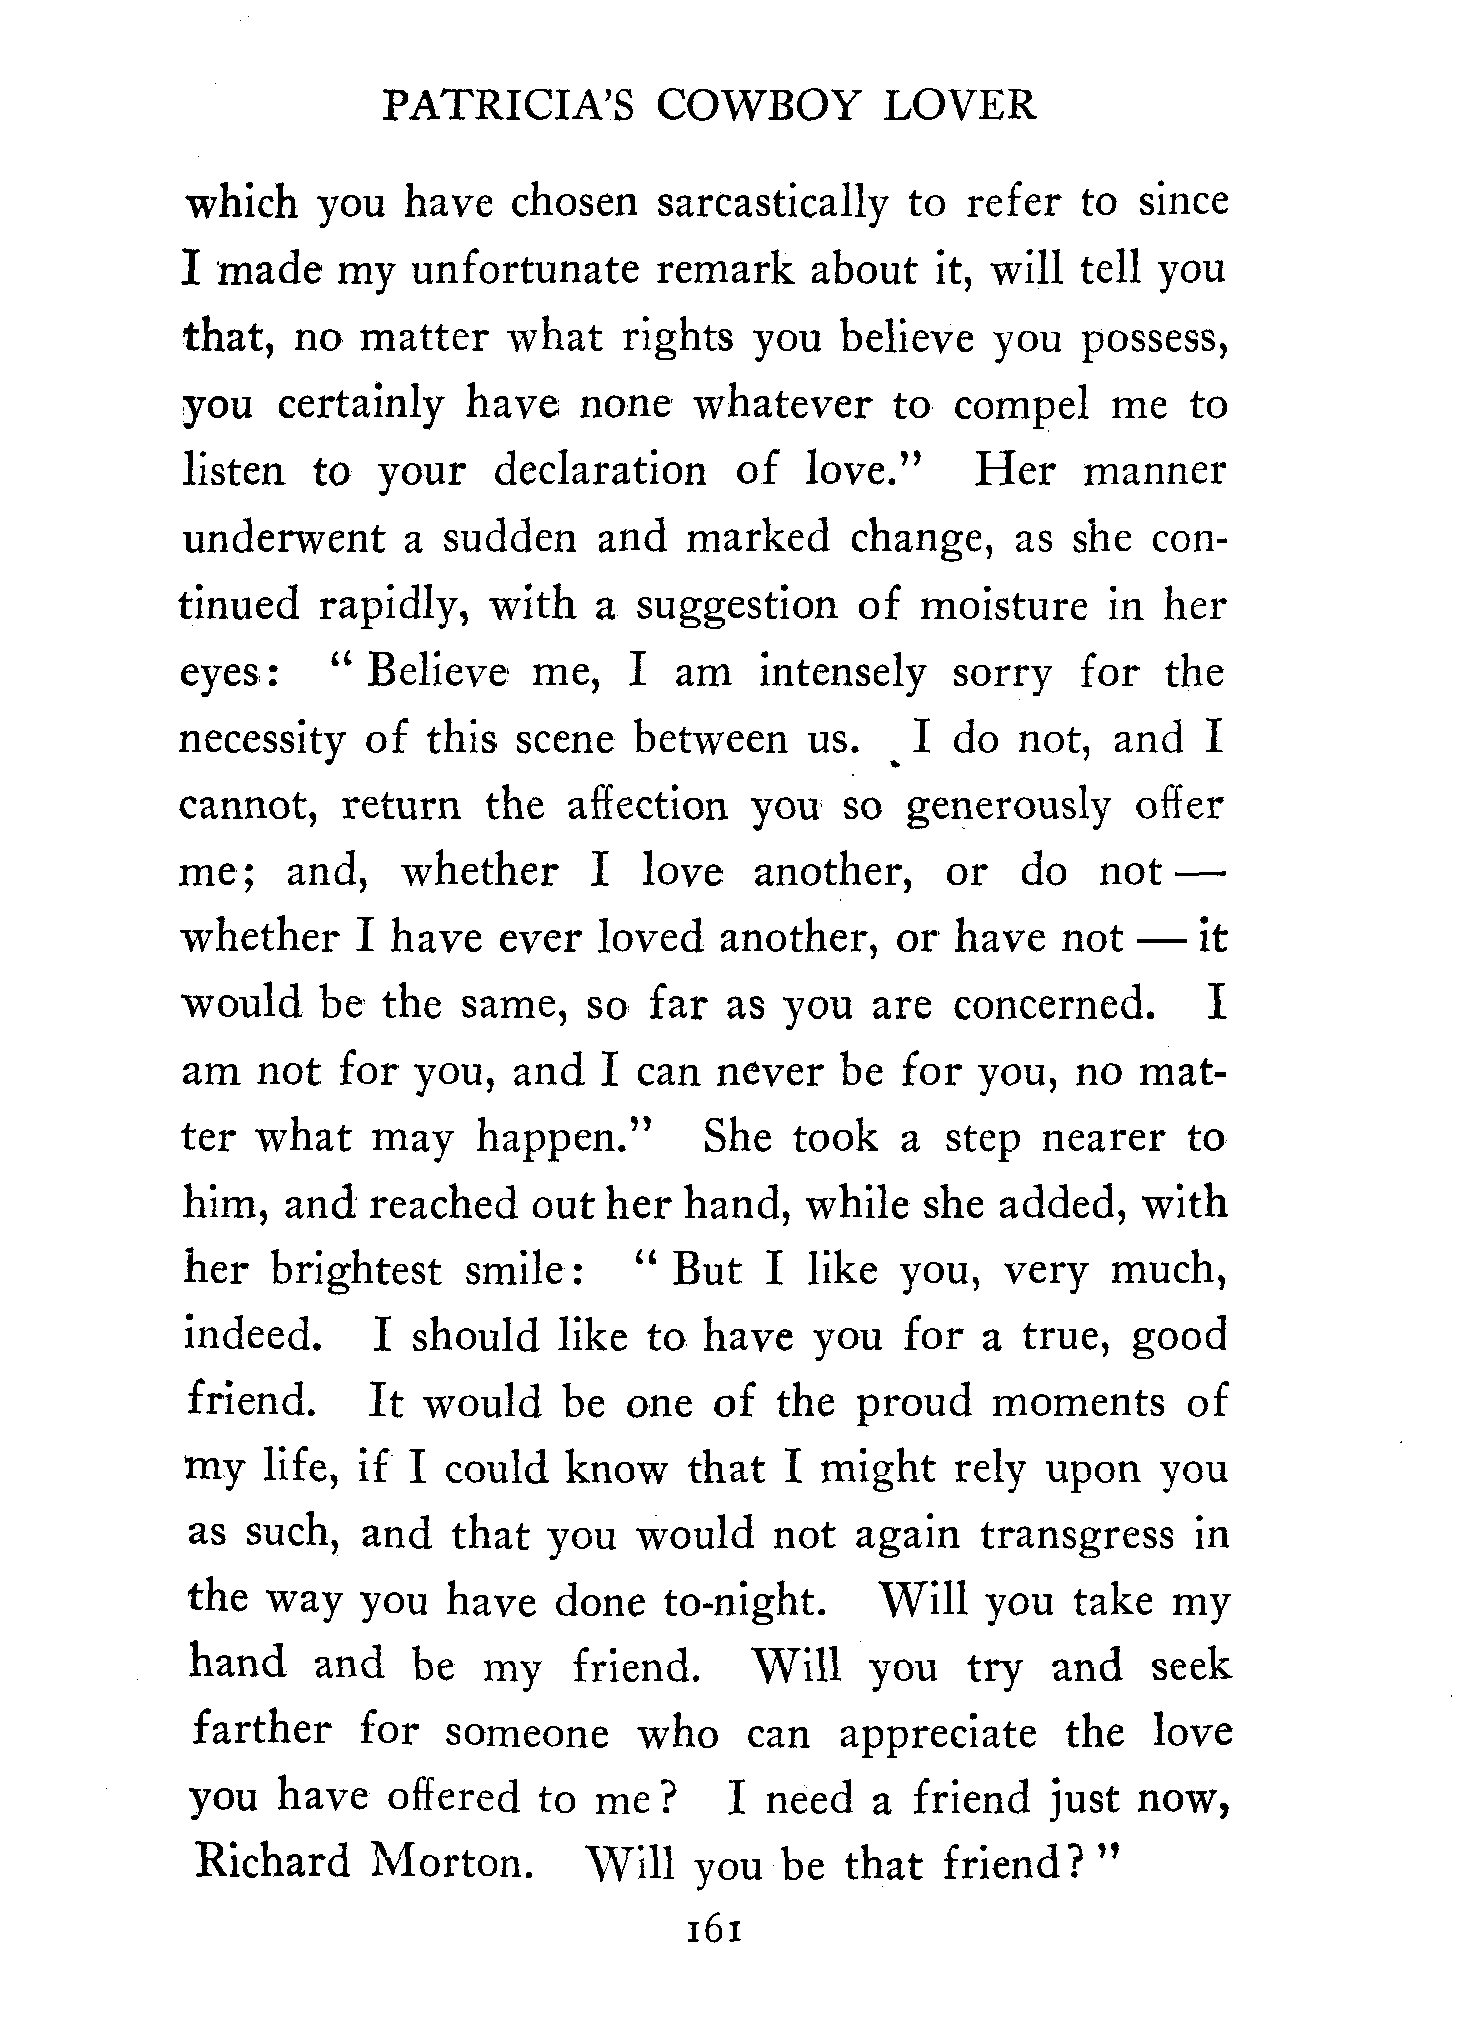 PATRICIA'S COWBOY LOVER
which you have chosen sarcastically to refer to since
I made my unfortunate remark about it, will tell you
that, no matter what rights you believe you possess,
you certainly have none whatever to compel me to
listen to your declaration of love." Her manner
underwent a sudden and marked change, as she con-
tinued rapidly, with a suggestion of moisture in her
eyes: " Believe me, I am intensely sorry for the
necessity of this scene between us. I do not, and I
cannot, return the affection you so generously offer
me; and, whether I love another, or do not —
whether I have ever loved another, or have not — it
would be the same, so far as you are concerned. I
am not for you, and I can never be for you, no mat-
ter what may happen." She took a step nearer to
him, and reached out her hand, while she added, with
her brightest smile: " But I like you, very much,
indeed. I should like to have you for a true, good
friend. It would be one of the proud moments of
my life, if I could know that I might rely upon you
as such, and that you would not again transgress in
the way you have done to-night. Will you take my
hand and be my friend. Will you try and seek
farther for someone who can appreciate the love
you have offered to me? I need a friend just now,
Richard Morton. Will you be that friend? "
161